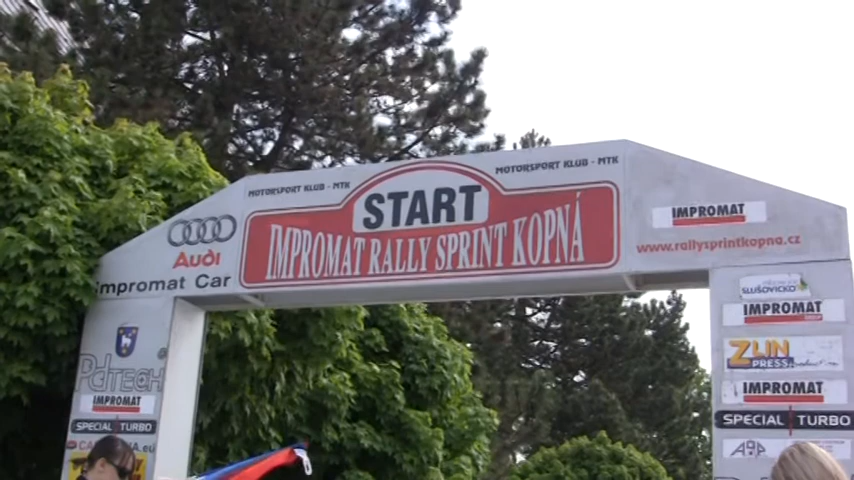 MOTORSPORT KLUB - MTK
MOTORSPORT KLUB - MTK
START
IMPROMAT RALLY SPRINT KOPNÁ
Audi
Impromat Car
IMPROMAT
www.rallysprintkopna.cz
SLUŠOVICKO
IMPROMAT
ZLIN
PRESS
IMPROMAT
SPECIAL TURBO
PdTECH
IMPROMAT
SPECIAL TURBO